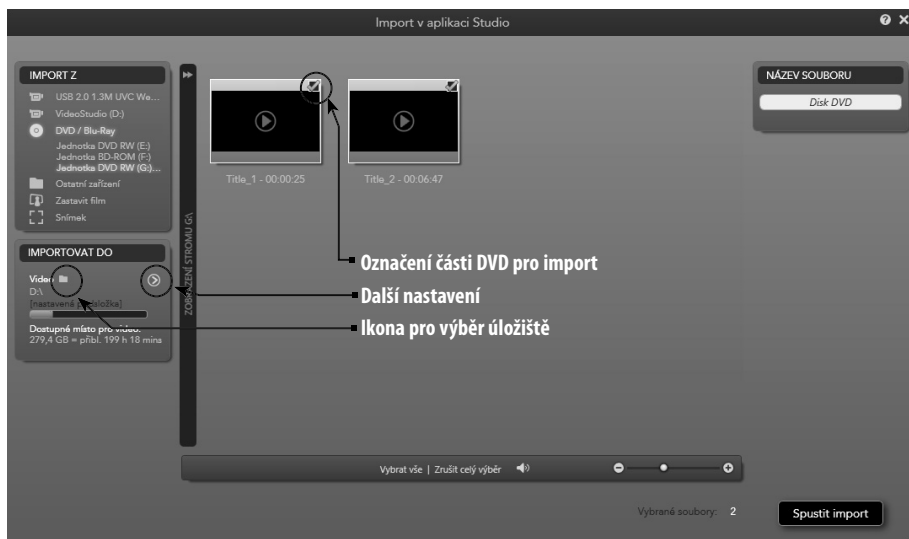 Import v aplikaci Studio
IMPORT Z
USB 2.0 1.3M UVC We...
VideoStudio (D:)
DVD / Blu-Ray
Jednotka DVD RW (E:)
Jednotka BD-ROM (F:)
Jednotka DVD RW (G:)...
Ostatní zařízení
Zastavit film
Snímek
IMPORTOVAT DO
Video
D:\
[nastavená položka]
Dostupné místo pro video:
279,4 GB = přibl. 199 h 18 mins
ZOBRAZENÍ STROMU G:\
Title_1 - 00:00:25
Title_2 - 00:06:47
Označení části DVD pro import
Další nastavení
Ikona pro výběr úložiště
NÁZEV SOUBORU
Disk DVD
Vybrat vše | Zrušit celý výběr
Vybrané soubory: 2
Spustit import